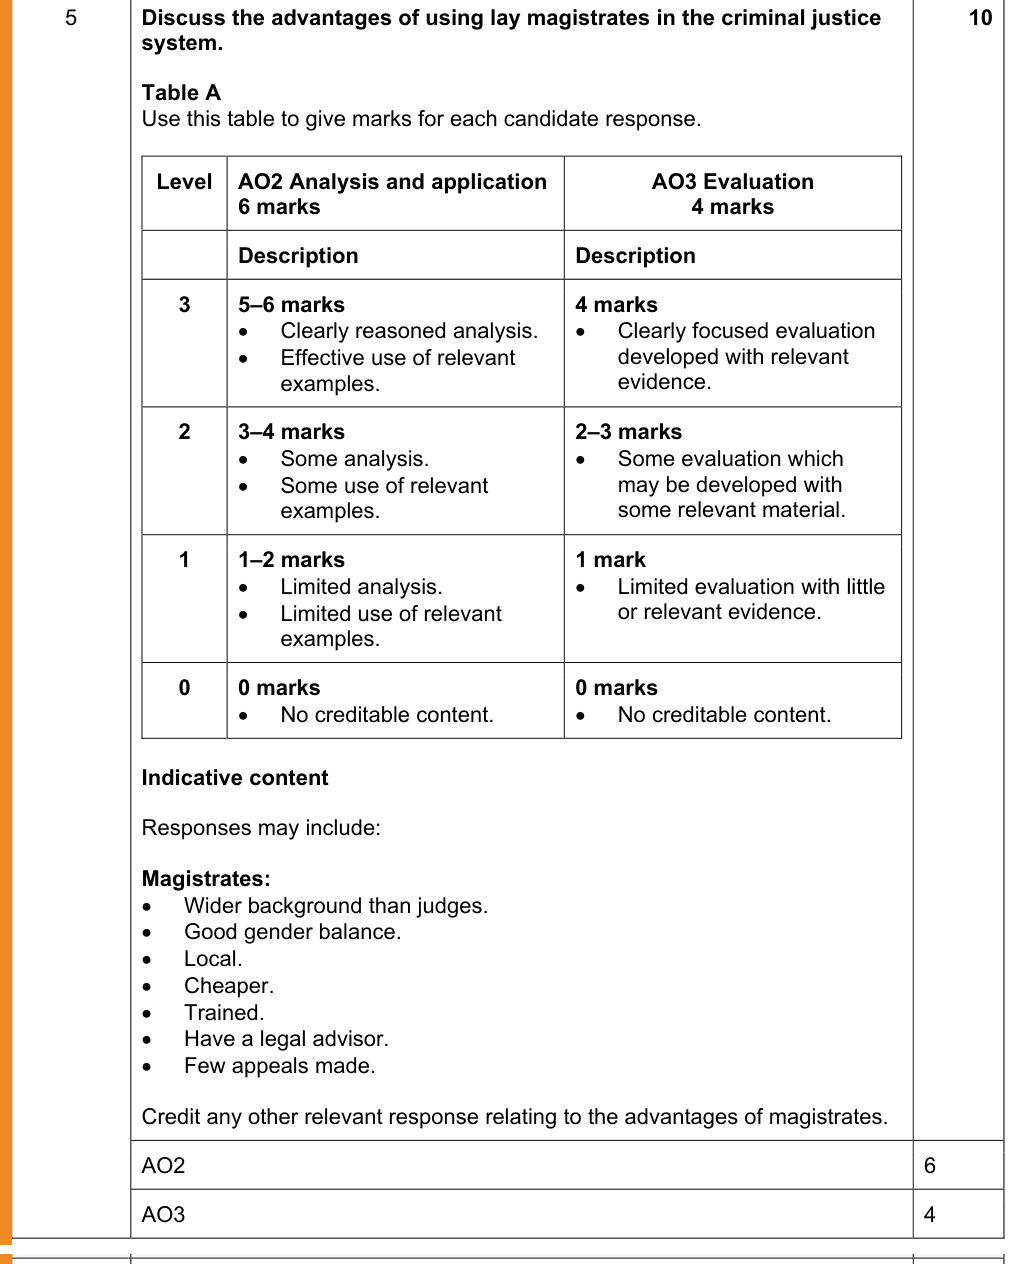 5 Discuss the advantages of using lay magistrates in the criminal justice 10
system.
Table A
Use this table to give marks for each candidate response.
Level AO2 Analysis and application AO3 Evaluation
6 marks 4 marks
Description Description
3 5–6 marks 4 marks
• Clearly reasoned analysis. • Clearly focused evaluation
• Effective use of relevant developed with relevant
examples. evidence.
2 3–4 marks 2–3 marks
• Some analysis. • Some evaluation which
• Some use of relevant may be developed with
examples. some relevant material.
1 1–2 marks 1 mark
• Limited analysis. • Limited evaluation with little
• Limited use of relevant or relevant evidence.
examples.
0 0 marks 0 marks
• No creditable content. • No creditable content.
Indicative content
Responses may include:
Magistrates:
• Wider background than judges.
• Good gender balance.
• Local.
• Cheaper.
• Trained.
• Have a legal advisor.
• Few appeals made.
Credit any other relevant response relating to the advantages of magistrates.
AO2 6
AO3 4